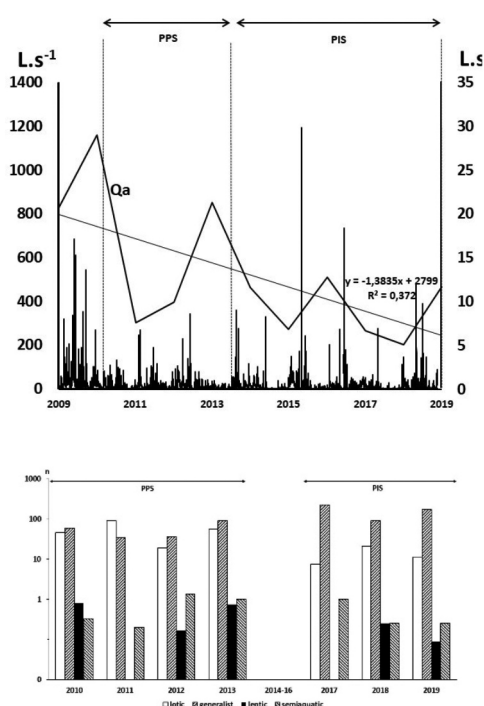 PPS PIS
L.s-1 L.s
1400 35
1200 30
1000 25
Qa
800 20
600 15
y = -1,3835x + 2799
R² = 0,372
400 10
200 5
0 0
2009 2011 2013 2015 2017 2019
n
1000
PPS PIS
100
10
1
0
2010 2011 2012 2013 2014-16 2017 2018 2019
lotic generalist lentic semiaquatic